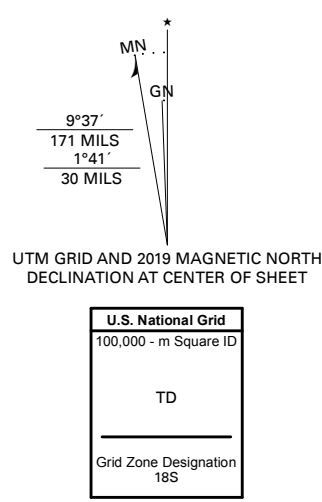 ★
MN
GN
9°37´
171 MILS
1°41´
30 MILS
UTM GRID AND 2019 MAGNETIC NORTH
DECLINATION AT CENTER OF SHEET
U.S. National Grid
100,000 - m Square ID
TD
Grid Zone Designation
18S